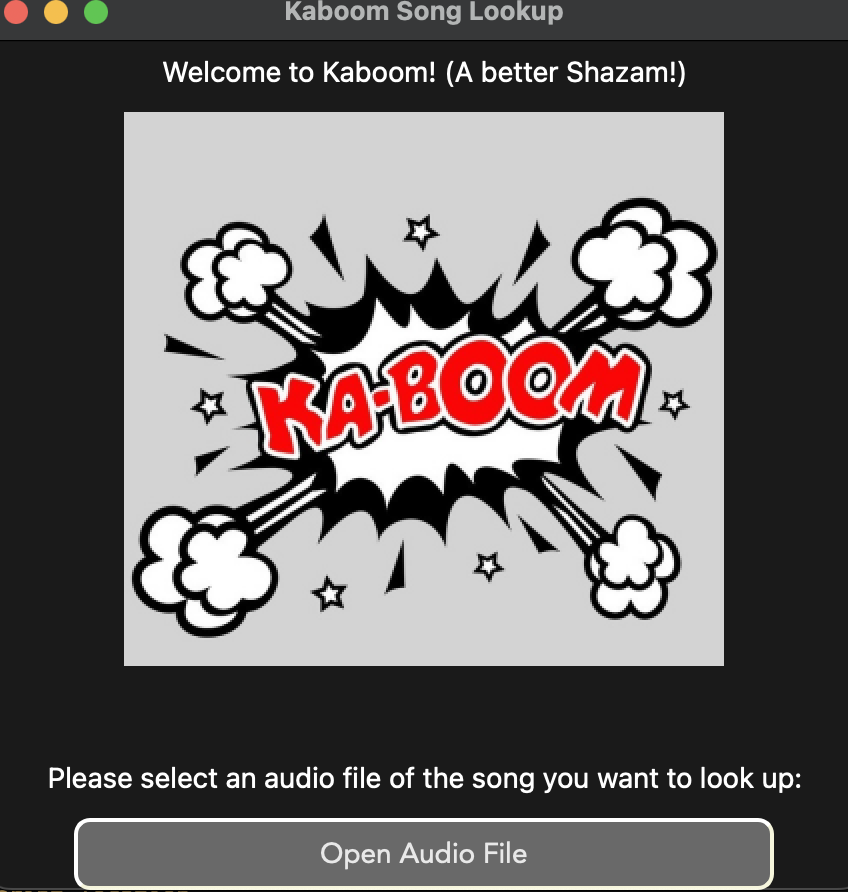 Kaboom Song Lookup
Welcome to Kaboom! (A better Shazam!)
KA-BOOM
Please select an audio file of the song you want to look up:
Open Audio File